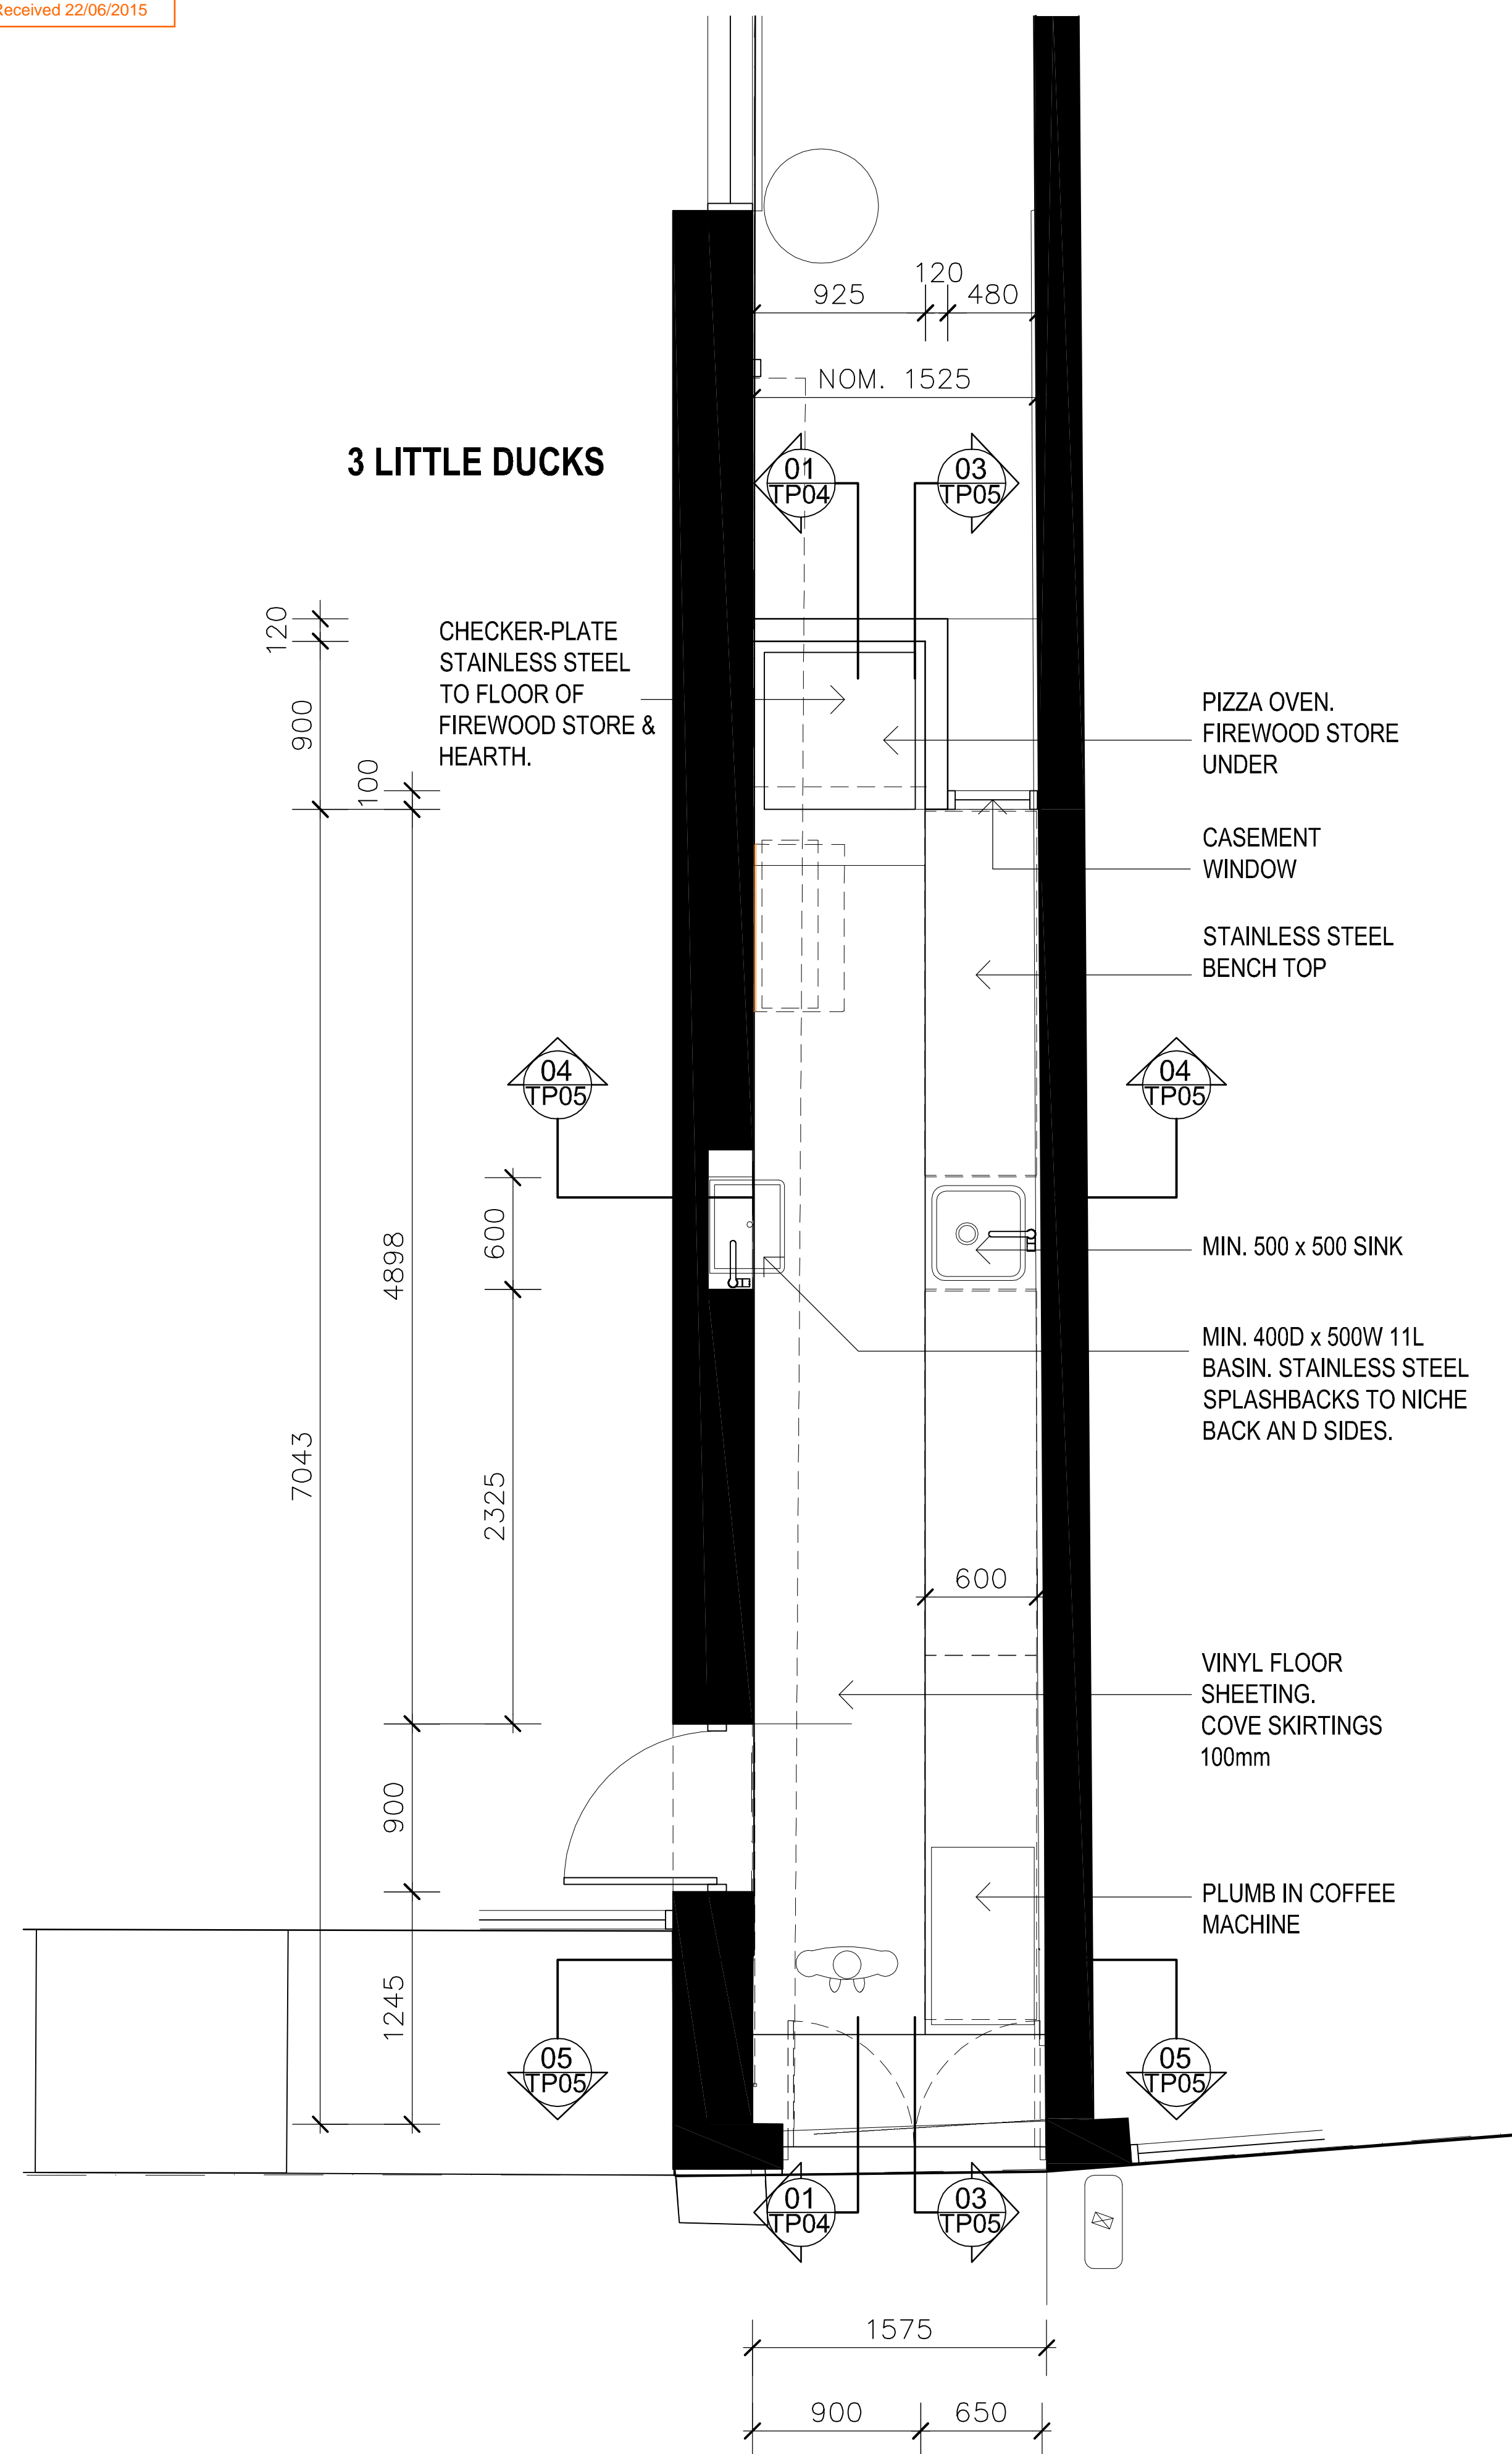 Received 22/06/2015
120
925
480
NOM. 1525
3 LITTLE DUCKS
01
TP04
03
TP05
120
CHECKER-PLATE
STAINLESS STEEL
TO FLOOR OF
FIREWOOD STORE &
HEARTH.
900
100
PIZZA OVEN.
FIREWOOD STORE
UNDER
CASEMENT
WINDOW
STAINLESS STEEL
BENCH TOP
04
TP05
04
TP05
600
4898
MIN. 500 x 500 SINK
MIN. 400D x 500W 11L
BASIN. STAINLESS STEEL
SPLASHBACKS TO NICHE
BACK AN D SIDES.
7043
2325
600
VINYL FLOOR
SHEETING.
COVE SKIRTINGS
100mm
900
PLUMB IN COFFEE
MACHINE
1245
05
TP05
05
TP05
01
TP04
03
TP05
1575
900
650